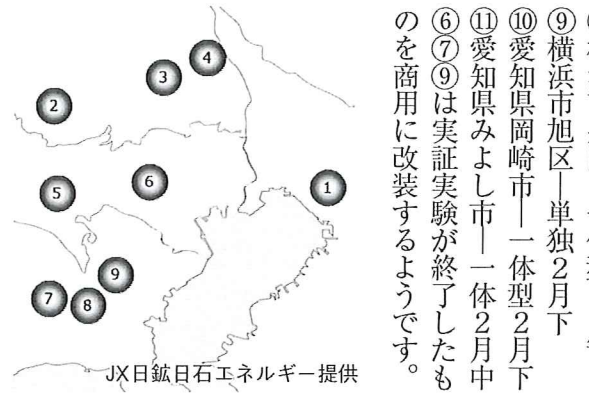 ⑨横浜市旭区―単独2月下
⑩愛知県岡崎市―一体型2月下
⑪愛知県みよし市―一体2月中
⑥⑦⑨は実証実験が終了したも
のを商用に改装するようです。
4
3
2
1
6
5
9
7
8
JX日鉱日石エネルギー提供